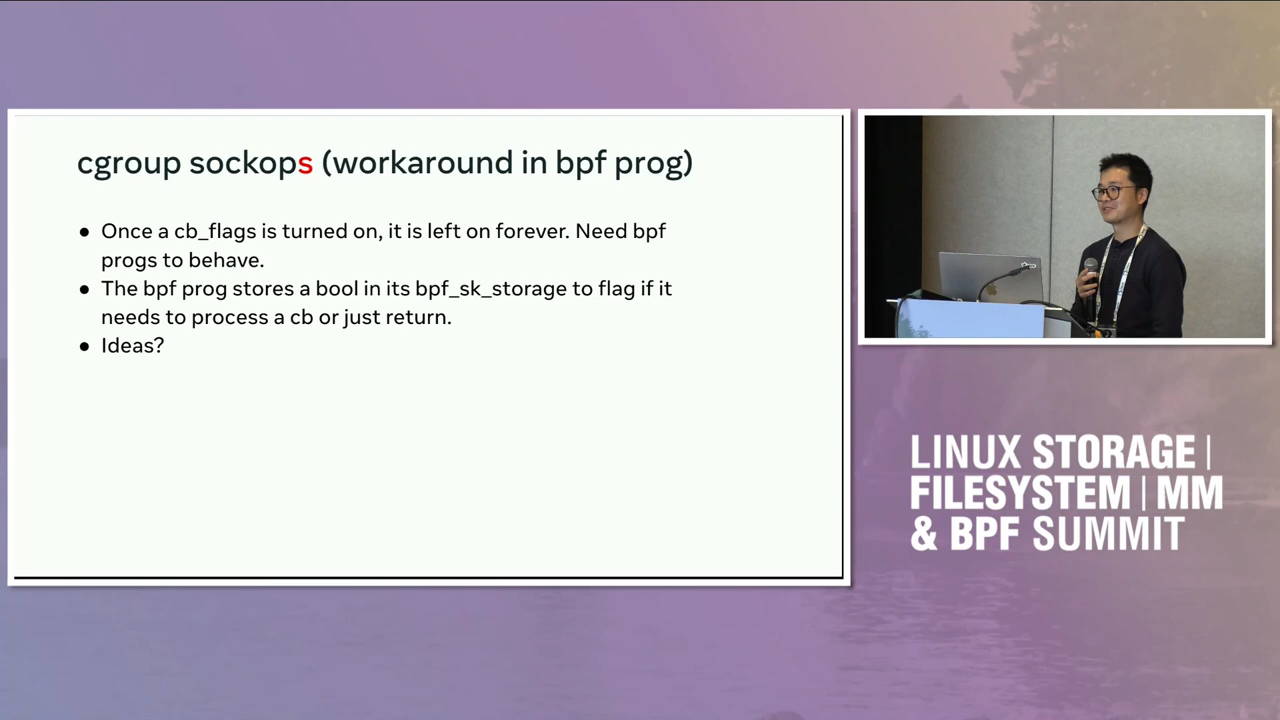 cgroup sockops (workaround in bpf prog)
● Once a cb_flags is turned on, it is left on forever. Need bpf
progs to behave.
● The bpf prog stores a bool in its bpf_sk_storage to flag if it
needs to process a cb or just return.
● Ideas?
LINUX STORAGE |
FILESYSTEM | MM
& BPF SUMMIT